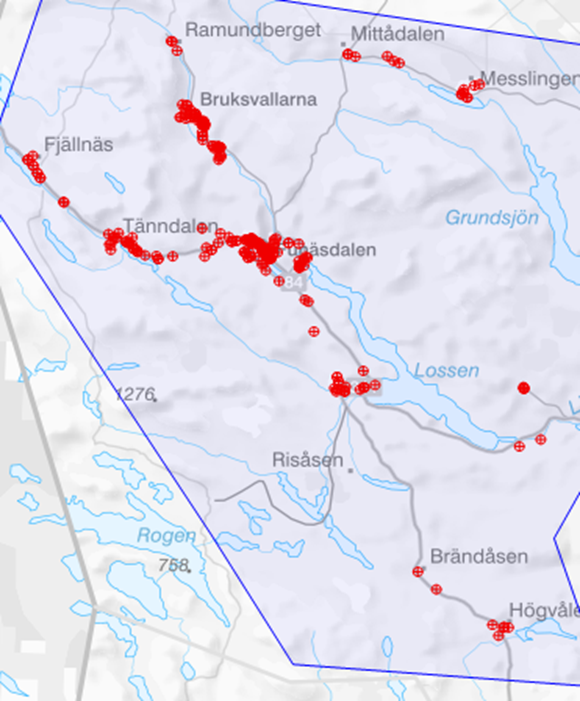 Ramundberget
Mittådalen
Messlingen
Bruksvallarna
Fjällnäs
Grundsjön
Tänndalen
84
Lossen
1276
Risåsen
Rogen
758
Brändåsen
Högvåle